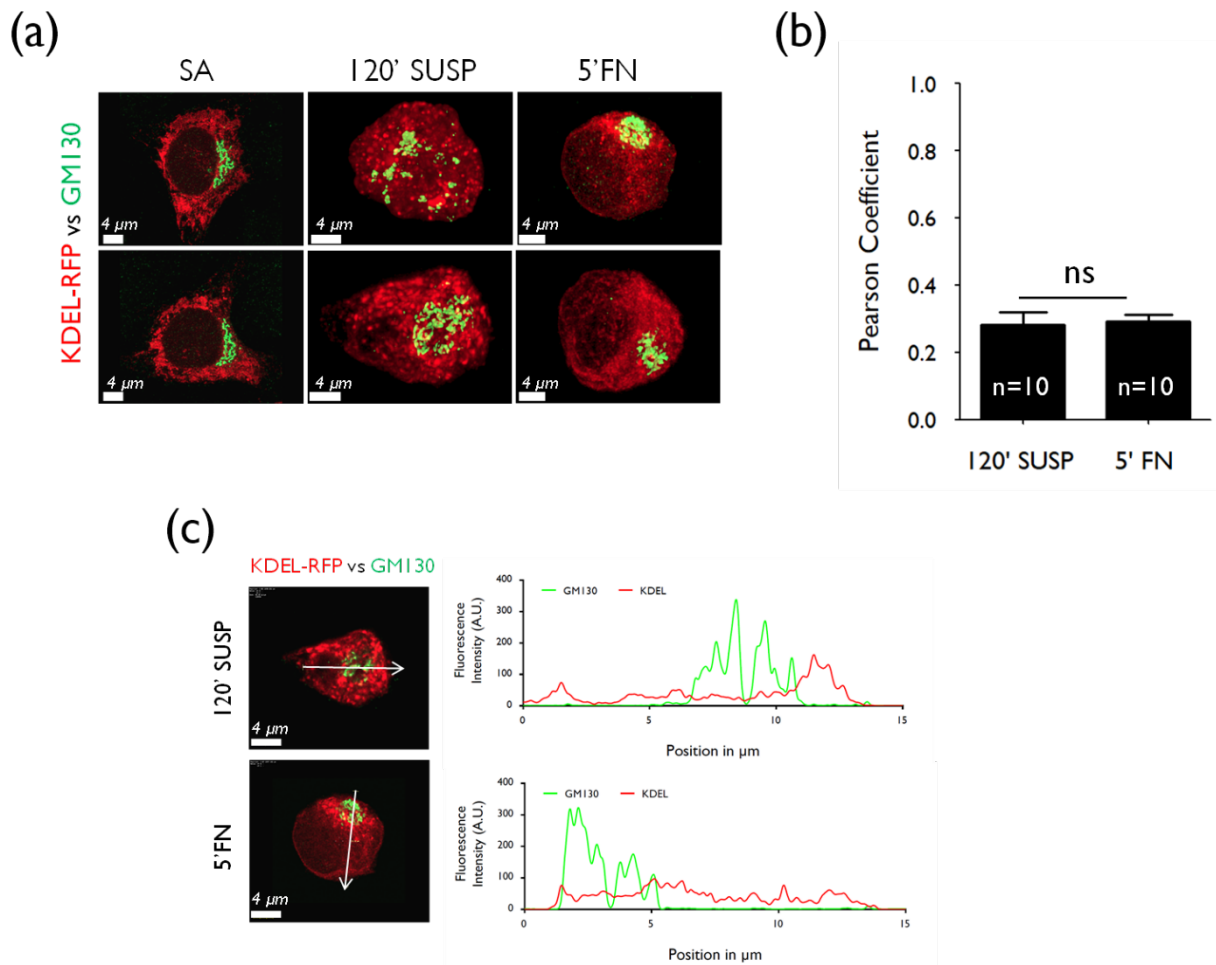 (a)
SA
120' SUSP
5'FN
KDEL-RFP vs GM130
4 µm
4 µm
4 µm
4 µm
4 µm
4 µm
(b)
Pearson Coefficient
1.0
0.8
0.6
0.4
0.2
0.0
ns
n=10
n=10
120' SUSP
5' FN
(c)
KDEL-RFP vs GM130
120' SUSP
4 µm
Fluorescence
Intensity (A.U.)
400
300
200
100
0
GM130
KDEL
0
5
10
15
Position in µm
5'FN
4 µm
Fluorescence
Intensity (A.U.)
400
300
200
100
0
GM130
KDEL
0
5
10
15
Position in µm